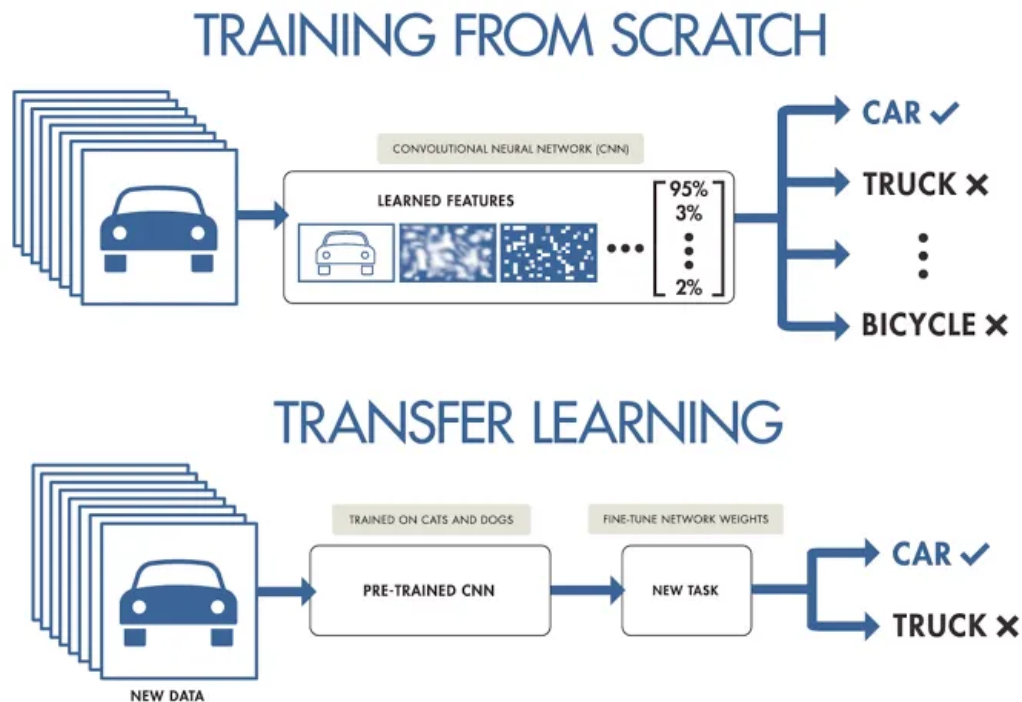 TRAINING FROM SCRATCH
CONVOLUTIONAL NEURAL NETWORK (CNN)
LEARNED FEATURES
95%
3%
2%
CAR ✓
TRUCK ×
BICYCLE ×
TRANSFER LEARNING
TRAINED ON CATS AND DOGS
FINE-TUNE NETWORK WEIGHTS
PRE-TRAINED CNN
NEW TASK
CAR ✓
TRUCK ×
NEW DATA